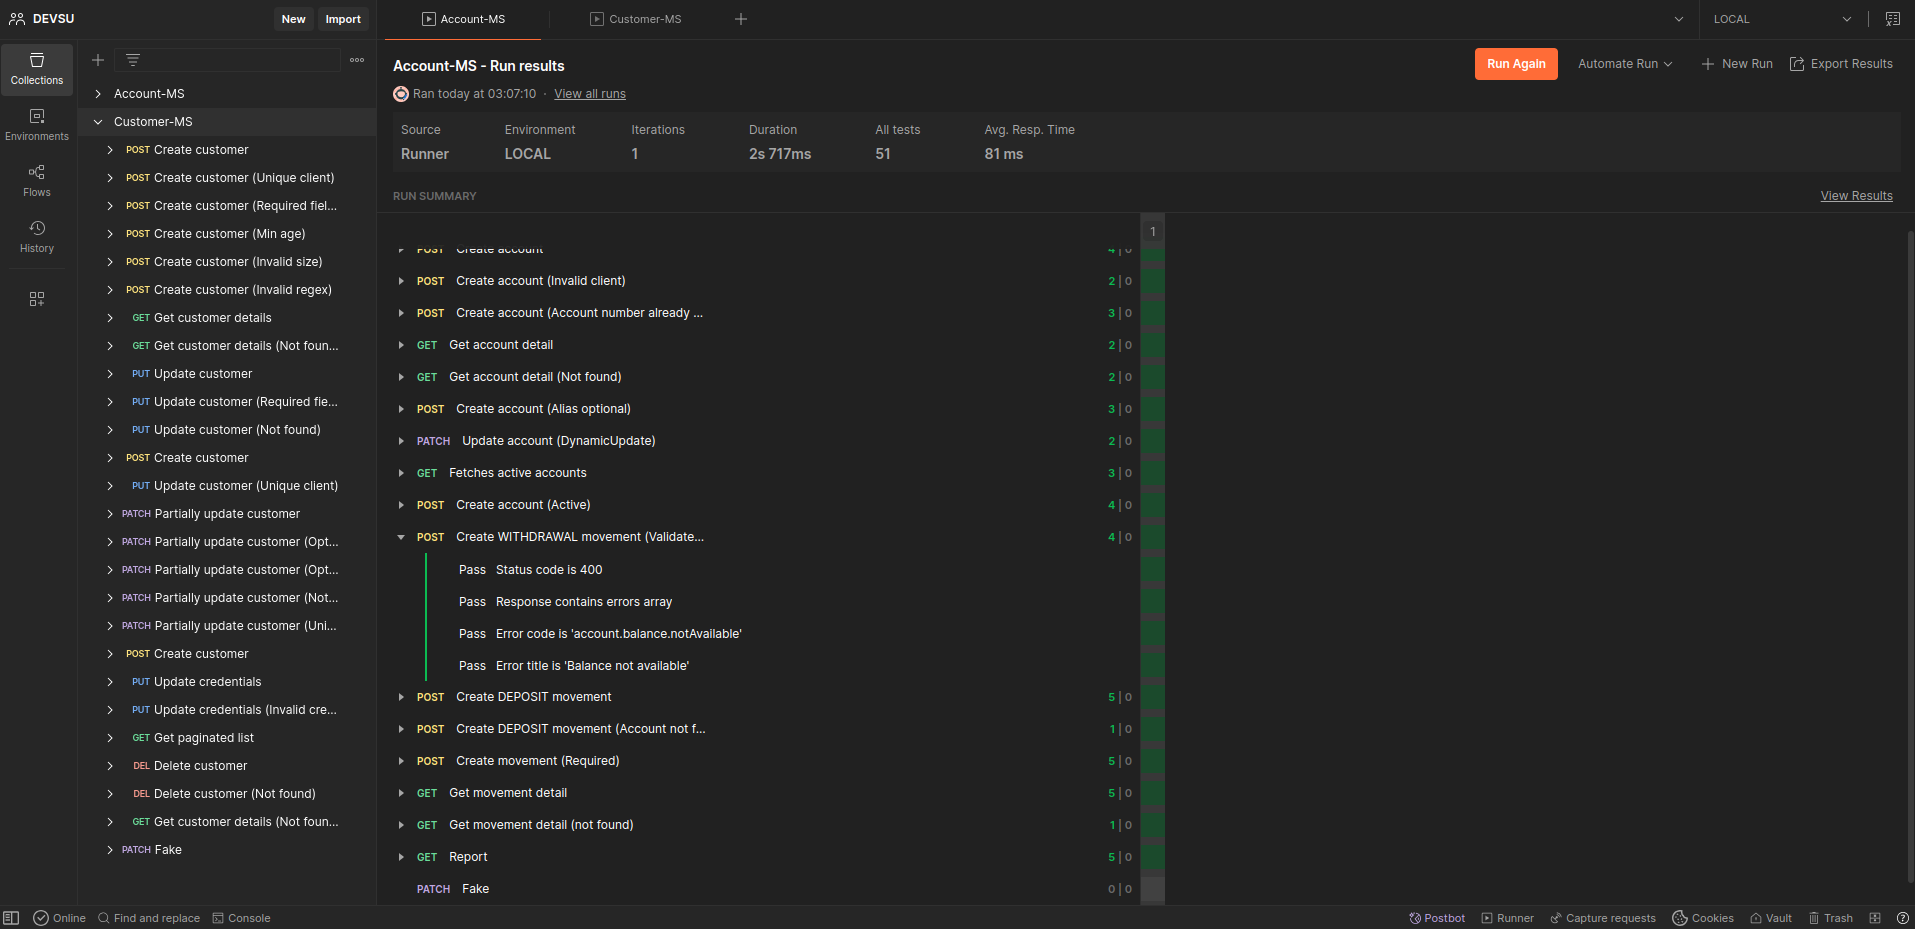 DEVSU
New
Import
Account-MS
Customer-MS
LOCAL
Collections
Environments
Flows
History
Account-MS
Customer-MS
POST Create customer
POST Create customer (Unique client)
POST Create customer (Required fiel...
POST Create customer (Min age)
POST Create customer (Invalid size)
POST Create customer (Invalid regex)
GET Get customer details
GET Get customer details (Not foun...
PUT Update customer
PUT Update customer (Required fie...
PUT Update customer (Not found)
POST Create customer
PUT Update customer (Unique client)
PATCH Partially update customer
PATCH Partially update customer (Opt...
PATCH Partially update customer (Opt...
PATCH Partially update customer (Not...
PATCH Partially update customer (Uni...
POST Create customer
PUT Update credentials
PUT Update credentials (Invalid cre...
GET Get paginated list
DEL Delete customer
DEL Delete customer (Not found)
GET Get customer details (Not foun...
PATCH Fake
Account-MS - Run results
Run Again
Automate Run
New Run
Export Results
Ran today at 03:07:10 · View all runs
Source Environment Iterations Duration All tests Avg. Resp. Time
Runner LOCAL 1 2s 717ms 51 81 ms
RUN SUMMARY
View Results
1
POST Create account 4 | 0
POST Create account (Invalid client) 2 | 0
POST Create account (Account number already ... 3 | 0
GET Get account detail 2 | 0
GET Get account detail (Not found) 2 | 0
POST Create account (Alias optional) 3 | 0
PATCH Update account (DynamicUpdate) 2 | 0
GET Fetches active accounts 3 | 0
POST Create account (Active) 4 | 0
POST Create WITHDRAWAL movement (Validate... 4 | 0
Pass Status code is 400
Pass Response contains errors array
Pass Error code is 'account.balance.notAvailable'
Pass Error title is 'Balance not available'
POST Create DEPOSIT movement 5 | 0
POST Create DEPOSIT movement (Account not f... 1 | 0
POST Create movement (Required) 5 | 0
GET Get movement detail 5 | 0
GET Get movement detail (not found) 1 | 0
GET Report 5 | 0
PATCH Fake 0 | 0
Online
Find and replace
Console
Postbot
Runner
Capture requests
Cookies
Vault
Trash